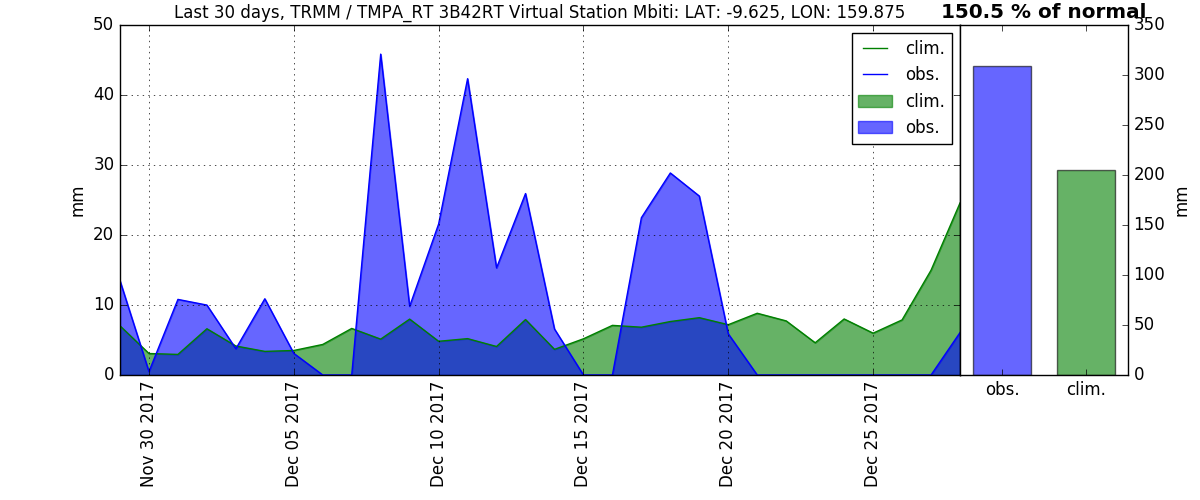 Last 30 days, TRMM / TMPA_RT 3B42RT Virtual Station Mbiti: LAT: -9.625, LON: 159.875
150.5 % of normal
50
40
30
20
10
0
mm
clim.
obs.
clim.
obs.
350
300
250
200
150
100
50
0
mm
obs.
clim.
Nov 30 2017
Dec 05 2017
Dec 10 2017
Dec 15 2017
Dec 20 2017
Dec 25 2017